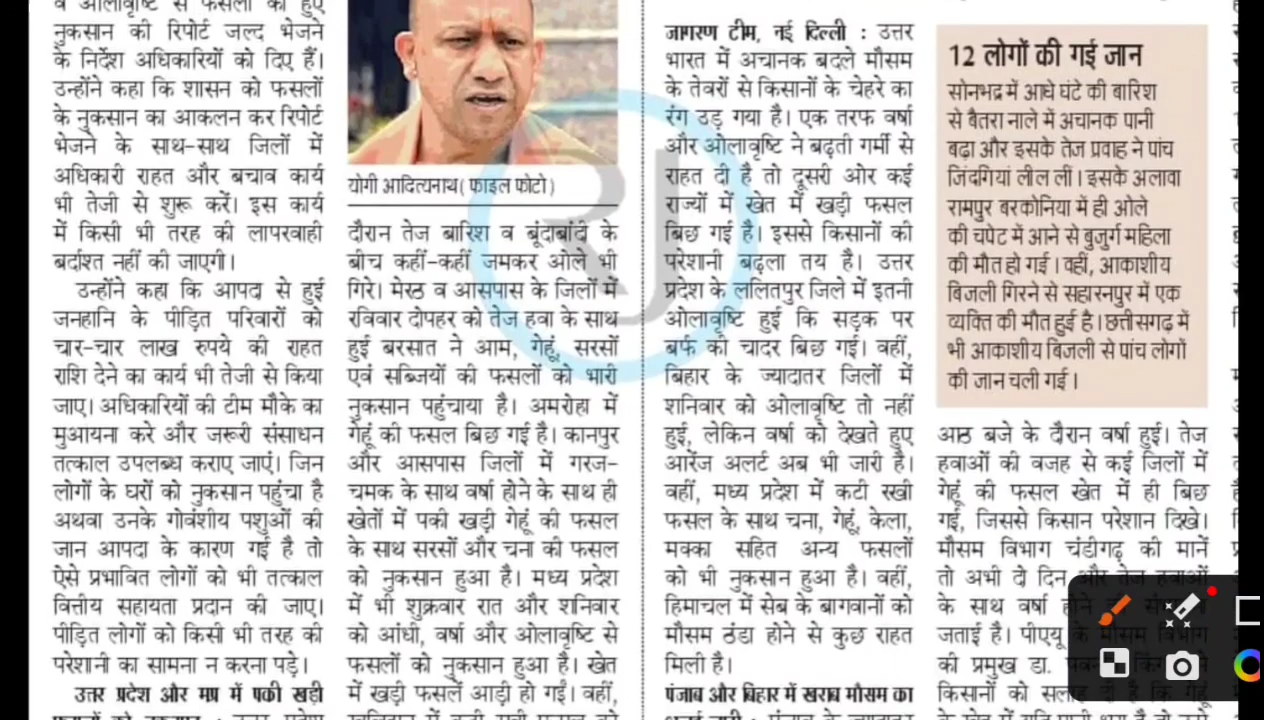 व ओलावृष्टि से फसलों को हुए
नुकसान की रिपोर्ट जल्द भेजने
के निर्देश अधिकारियों को दिए हैं।
उन्होंने कहा कि शासन को फसलों
के नुकसान का आकलन कर रिपोर्ट
भेजने के साथ-साथ जिलों में
अधिकारी राहत और बचाव कार्य
भी तेजी से शुरू करें। इस कार्य
में किसी भी तरह की लापरवाही
बर्दाश्त नहीं की जाएगी।
उन्होंने कहा कि आपदा से हुई
जनहानि के पीड़ित परिवारों को
चार-चार लाख रुपये की राहत
राशि देने का कार्य भी तेजी से किया
जाए। अधिकारियों की टीम मौके का
मुआयना करे और जरूरी संसाधन
तत्काल उपलब्ध कराए जाएं। जिन
लोगों के घरों को नुकसान पहुंचा है
अथवा उनके गोवंशीय पशुओं की
जान आपदा के कारण गई है तो
ऐसे प्रभावित लोगों को भी तत्काल
वित्तीय सहायता प्रदान की जाए।
पीड़ित लोगों को किसी भी तरह की
परेशानी का सामना न करना पड़े।
उत्तर प्रदेश और मप्र में पकी खड़ी
योगी आदित्यनाथ( फाइल फोटो)
दौरान तेज बारिश व बूंदाबांदी के
बीच कहीं-कहीं जमकर ओले भी
गिरे। मेरठ व आसपास के जिलों में
रविवार दोपहर को तेज हवा के साथ
हुई बरसात ने आम, गेहूं, सरसों
एवं सब्जियों की फसलों को भारी
नुकसान पहुंचाया है। अमरोहा में
गेहूं की फसल बिछ गई है। कानपुर
और आसपास जिलों में गरज-
चमक के साथ वर्षा होने के साथ ही
खेतों में पकी खड़ी गेहूं की फसल
के साथ सरसों और चना की फसल
को नुकसान हुआ है। मध्य प्रदेश
में भी शुक्रवार रात और शनिवार
को आंधी, वर्षा और ओलावृष्टि से
फसलों को नुकसान हुआ है। खेत
में खड़ी फसलें आड़ी हो गईं। वहीं,
RJ
जागरण टीम, नई दिल्ली : उत्तर
भारत में अचानक बदले मौसम
के तेवरों से किसानों के चेहरे का
रंग उड़ गया है। एक तरफ वर्षा
और ओलावृष्टि ने बढ़ती गर्मी से
राहत दी है तो दूसरी ओर कई
राज्यों में खेत में खड़ी फसल
बिछ गई है। इससे किसानों की
परेशानी बढ़ना तय है। उत्तर
प्रदेश के ललितपुर जिले में इतनी
ओलावृष्टि हुई कि सड़क पर
बर्फ की चादर बिछ गई। वहीं,
बिहार के ज्यादातर जिलों में
शनिवार को ओलावृष्टि तो नहीं
हुई, लेकिन वर्षा को देखते हुए
आरेंज अलर्ट अब भी जारी है।
वहीं, मध्य प्रदेश में कटी रखी
फसल के साथ चना, गेहूं, केला,
मक्का सहित अन्य फसलों
को भी नुकसान हुआ है। वहीं,
हिमाचल में सेब के बागवानों को
मौसम ठंडा होने से कुछ राहत
मिली है।
पंजाब और बिहार में खराब मौसम का
12 लोगों की गई जान
सोनभद्र में आधे घंटे की बारिश
से बैतरा नाले में अचानक पानी
बढ़ा और इसके तेज प्रवाह ने पांच
जिंदगियां लील लीं। इसके अलावा
रामपुर बरकोनिया में ही ओले
की चपेट में आने से बुजुर्ग महिला
की मौत हो गई। वहीं, आकाशीय
बिजली गिरने से सहारनपुर में एक
व्यक्ति की मौत हुई है। छत्तीसगढ़ में
भी आकाशीय बिजली से पांच लोगों
की जान चली गई।
आठ बजे के दौरान वर्षा हुई। तेज
हवाओं की वजह से कई जिलों में
गेहूं की फसल खेत में ही बिछ
गई, जिससे किसान परेशान दिखे।
मौसम विभाग चंडीगढ़ की मानें
तो अभी दो दिन और तेज हवाओं
के साथ वर्षा होने
जताई है। पीएयू के मौसम विभाग
की प्रमुख डा.
किसानों को सलाह दी है कि गेहूं